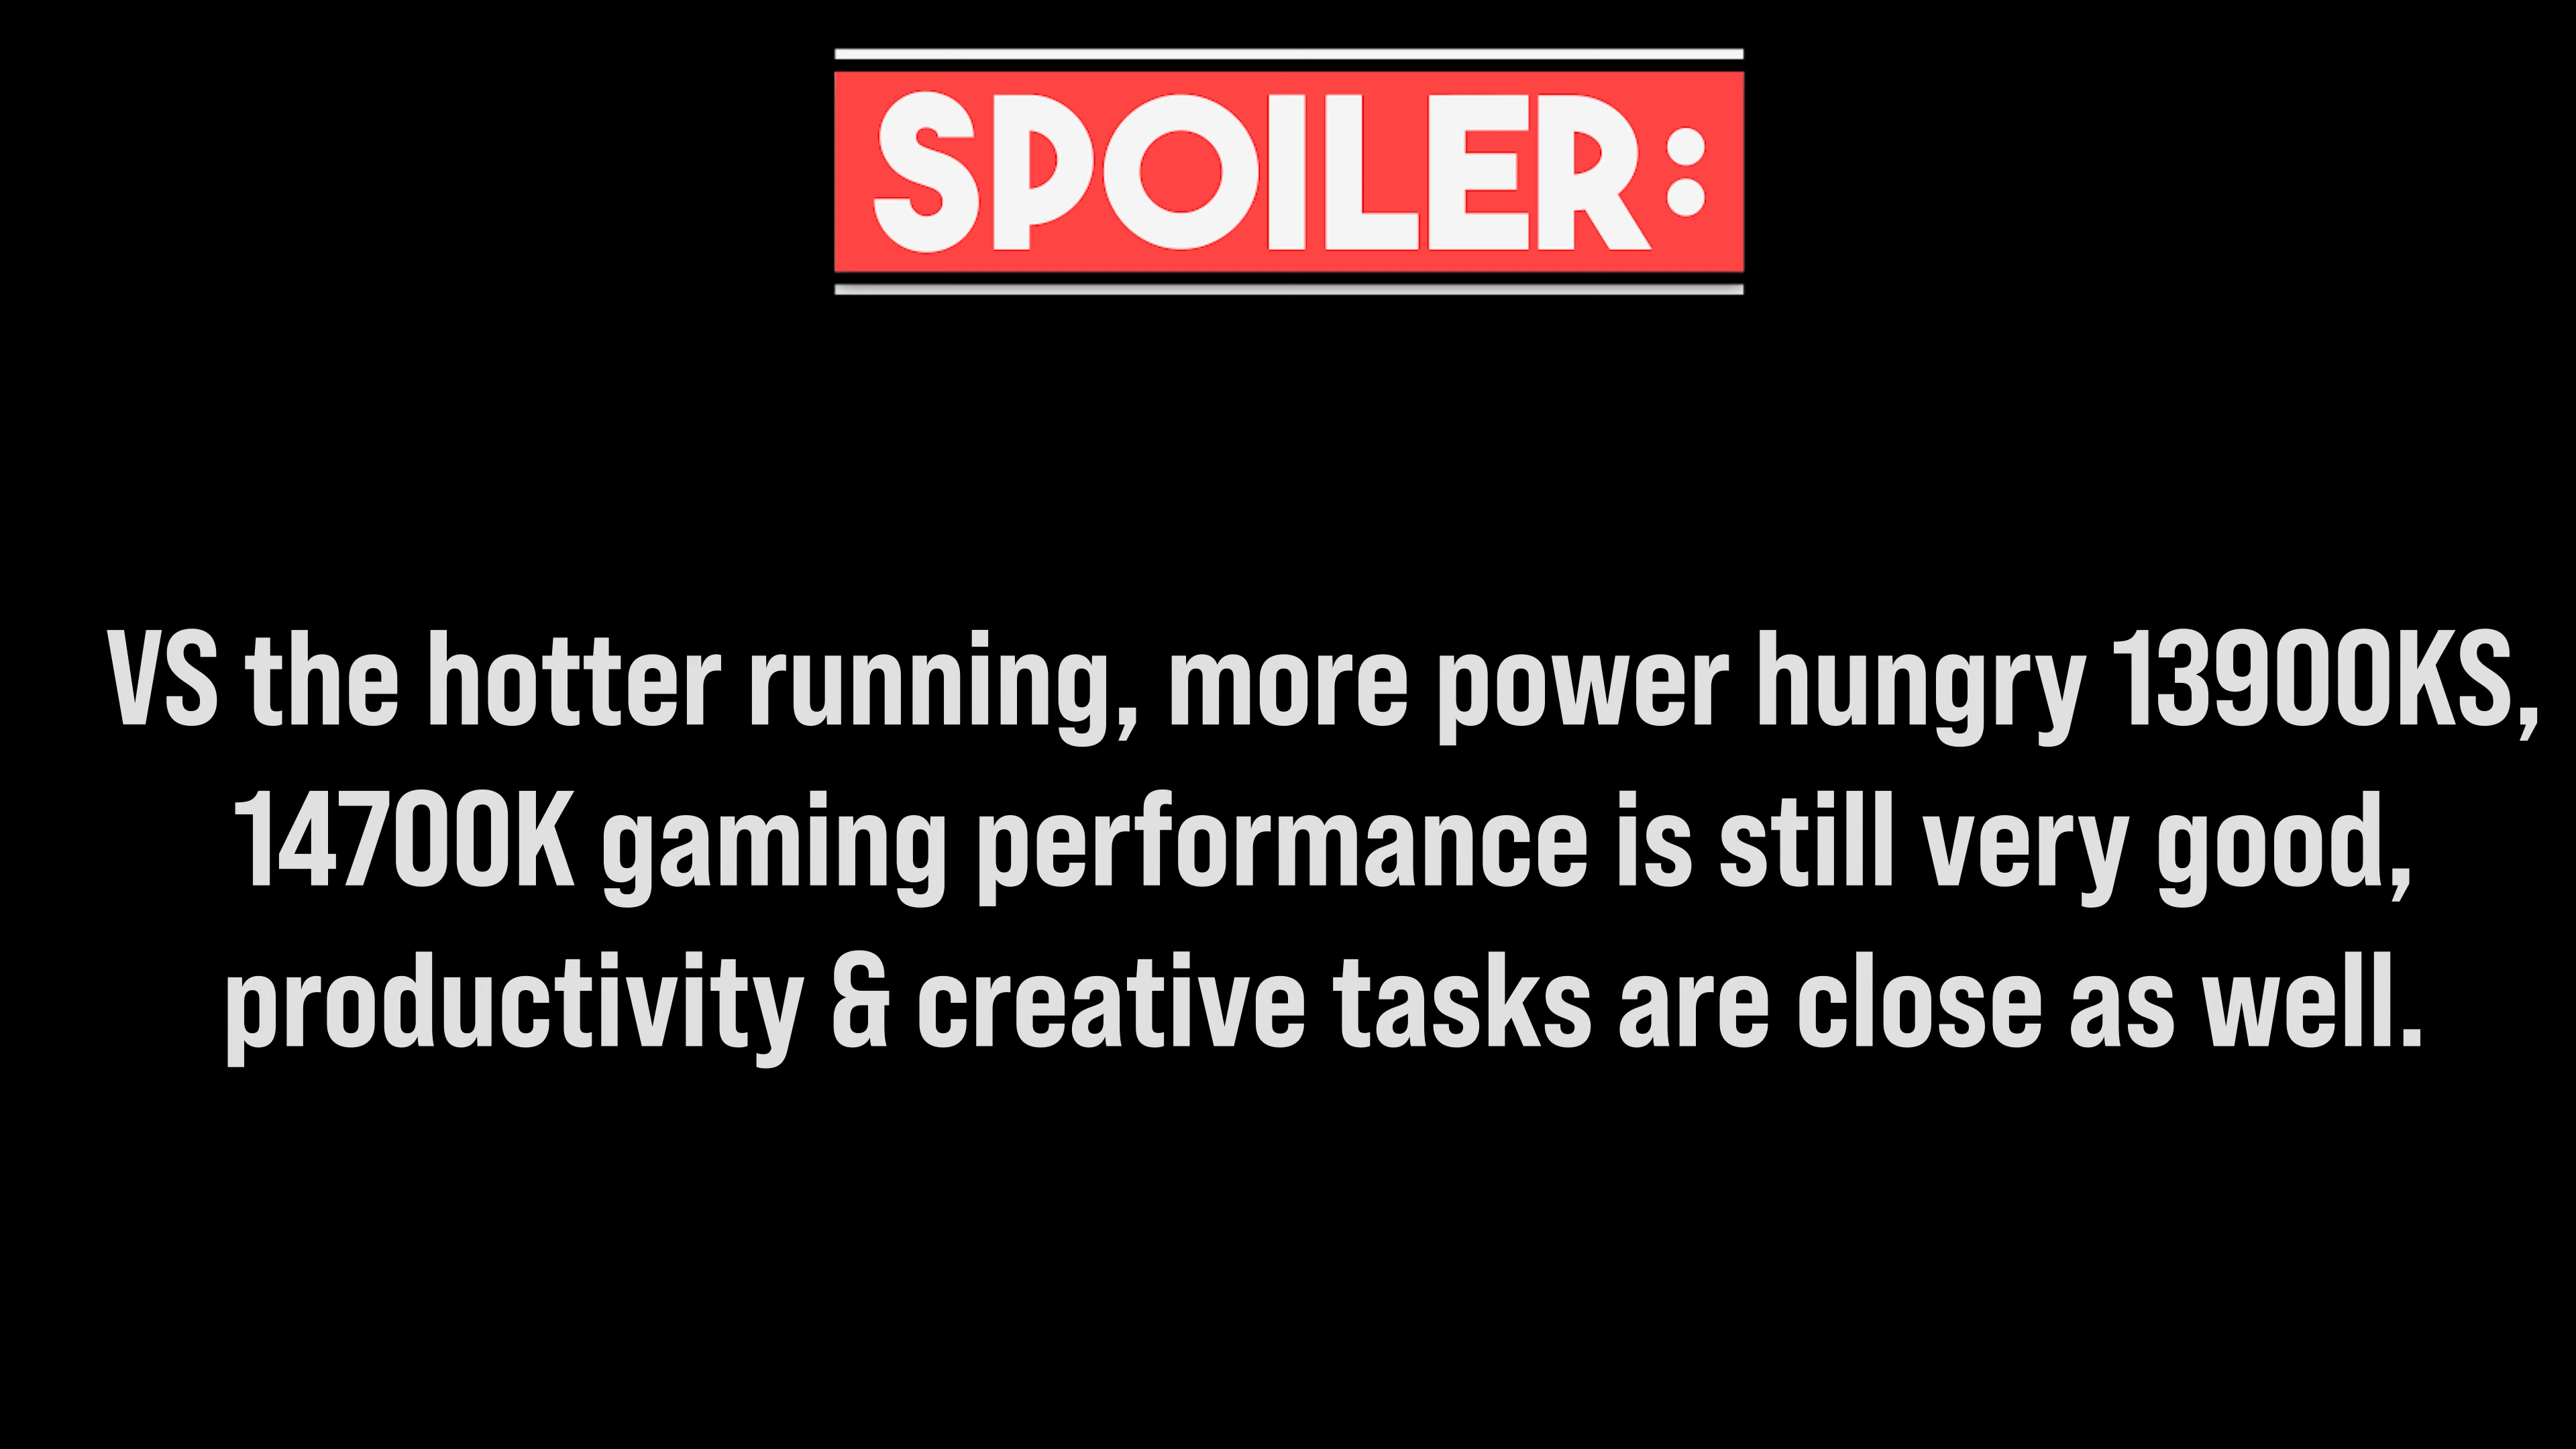 SPOILER:
VS the hotter running, more power hungry 13900KS,
14700K gaming performance is still very good,
productivity & creative tasks are close as well.